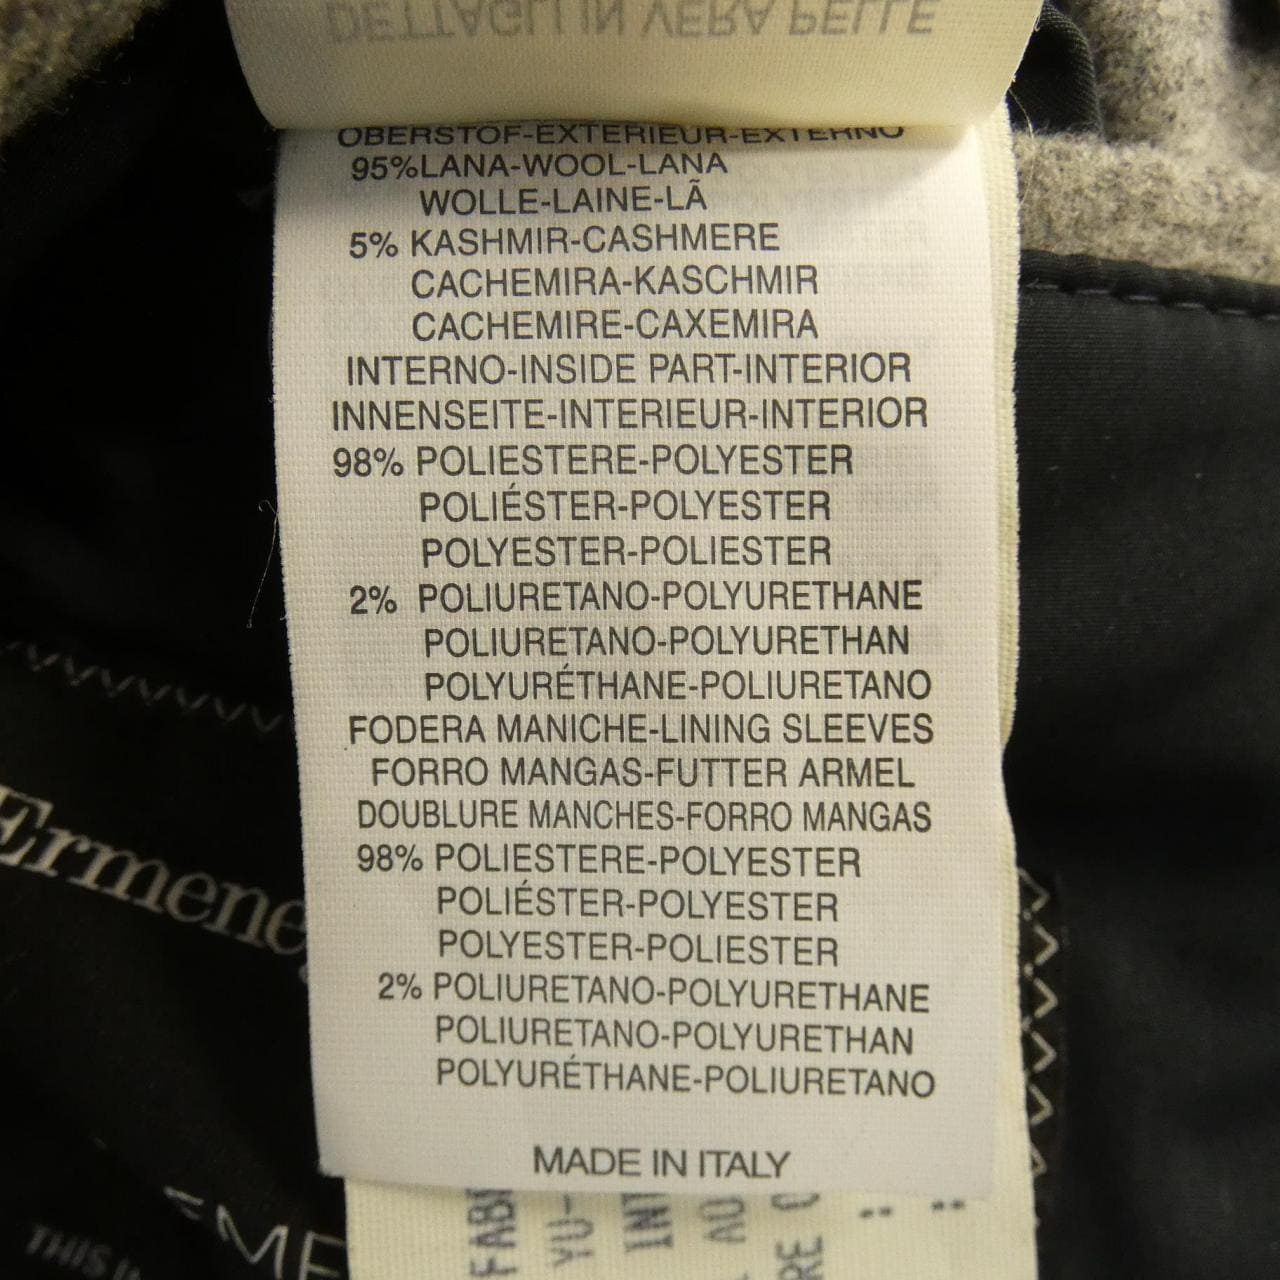 DETTAGLI IN VERA PELLE
OBERSTOF-EXTERIEUR-EXTERNO
95%LANA-WOOL-LANA
WOLLE-LAINE-LÃ
5% KASHMIR-CASHMERE
CACHEMIRA-KASCHMIR
CACHEMIRE-CAXEMIRA
INTERNO-INSIDE PART-INTERIOR
INNENSEITE-INTERIEUR-INTERIOR
98% POLIESTERE-POLYESTER
POLIÉSTER-POLYESTER
POLYESTER-POLIESTER
2% POLIURETANO-POLYURETHANE
POLIURETANO-POLYURETHAN
POLYURÉTHANE-POLIURETANO
FODERA MANICHE-LINING SLEEVES
FORRO MANGAS-FUTTER ARMEL
DOUBLURE MANCHES-FORRO MANGAS
98% POLIESTERE-POLYESTER
POLIÉSTER-POLYESTER
POLYESTER-POLIESTER
2% POLIURETANO-POLYURETHANE
POLIURETANO-POLYURETHAN
POLYURÉTHANE-POLIURETANO
MADE IN ITALY
Ermene
THIS